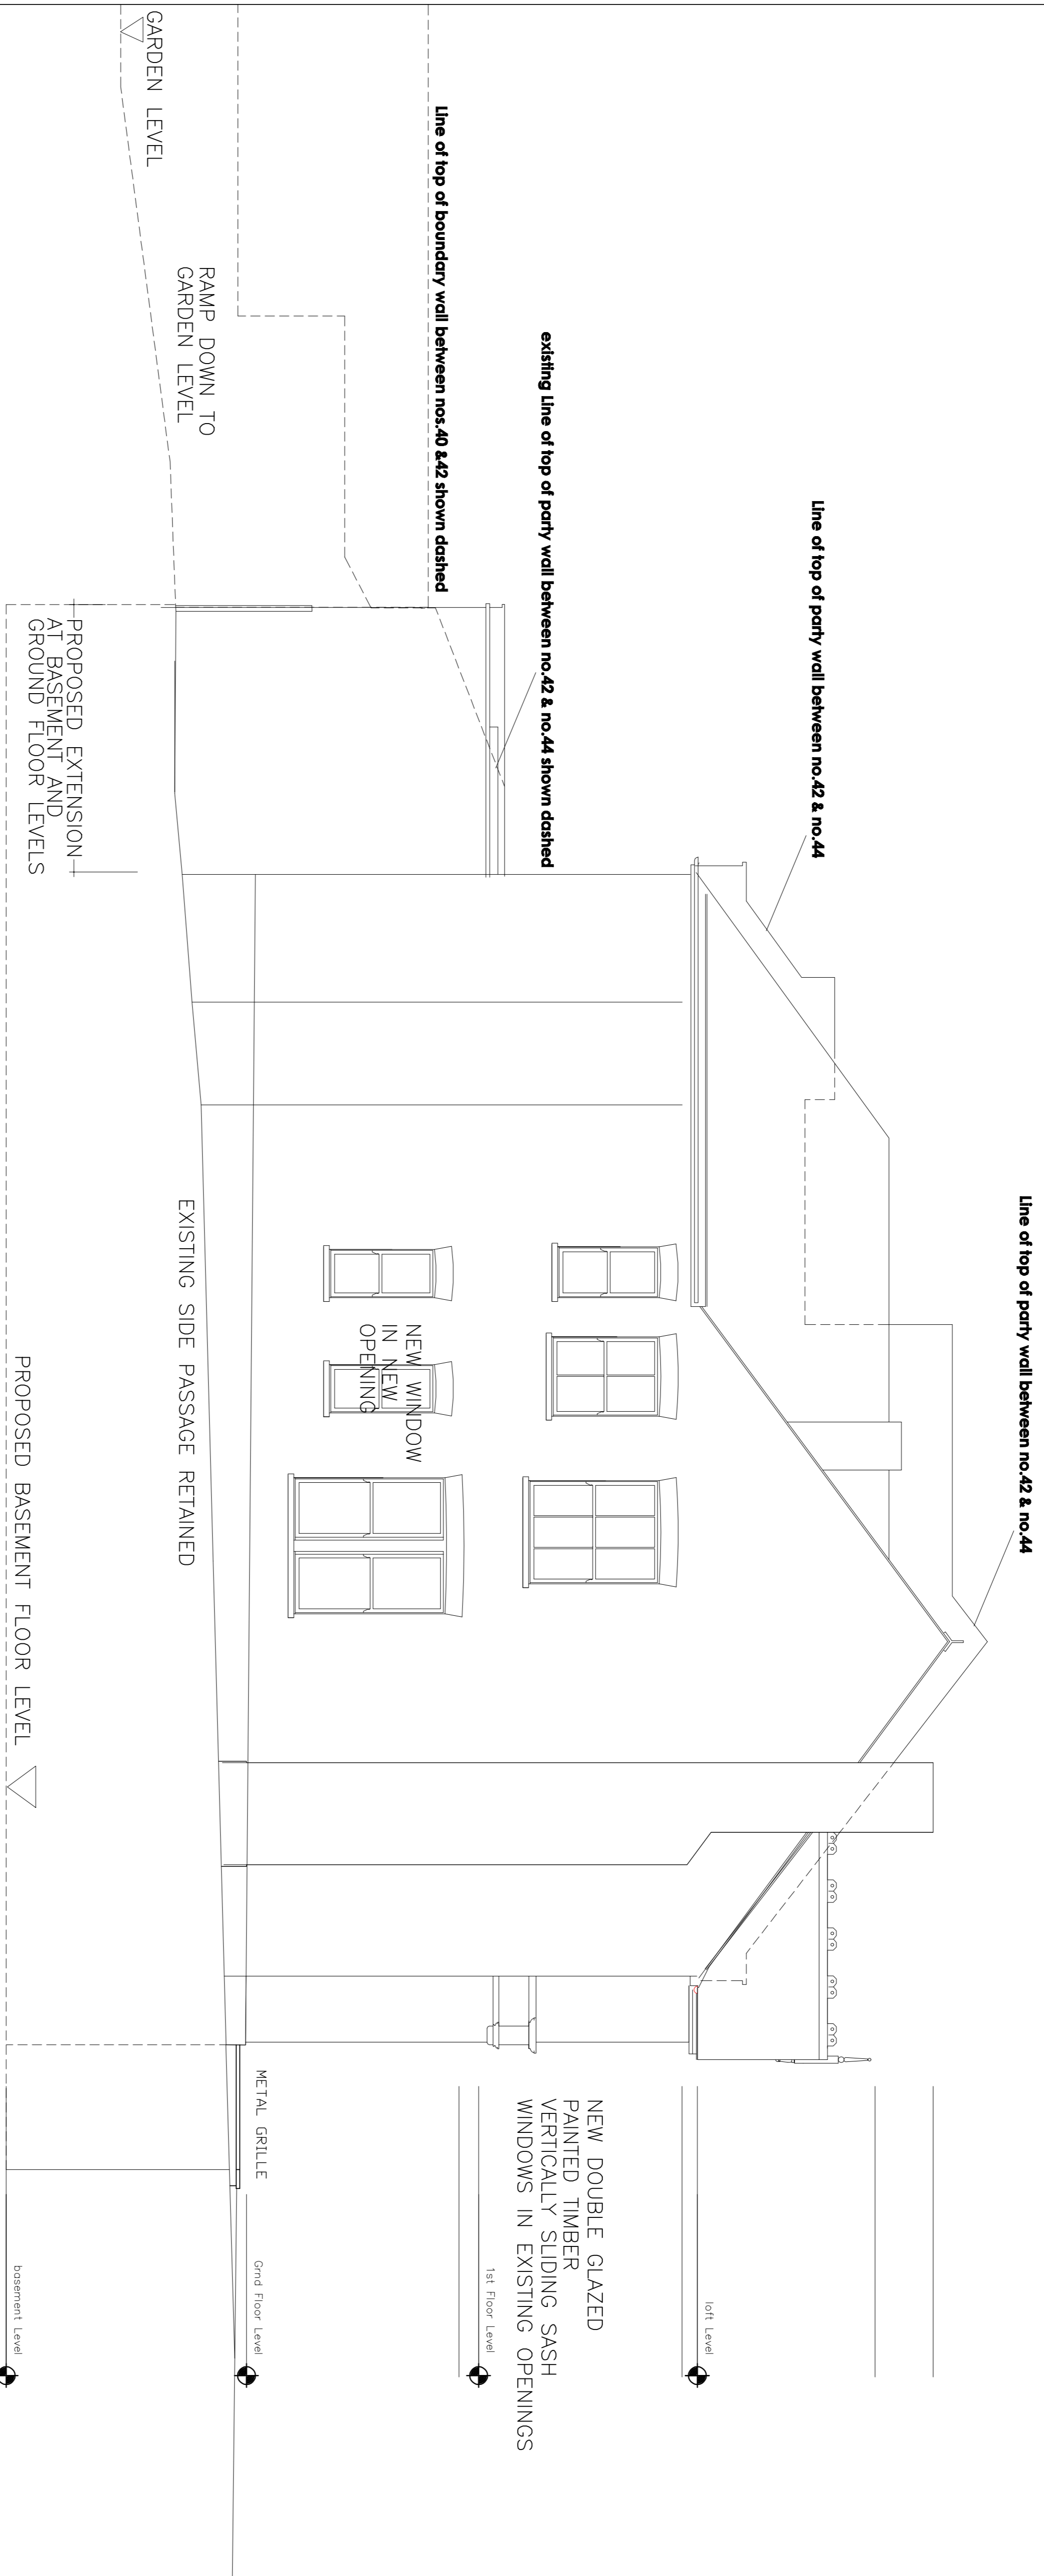 Line of top of party wall between no.42 & no.44
Line of top of party wall between no.42 & no.44
existing Line of top of party wall between no.42 & no.44 shown dashed
Line of top of boundary wall between nos.40 &42 shown dashed
GARDEN LEVEL
RAMP DOWN TO
GARDEN LEVEL
PROPOSED EXTENSION
AT BASEMENT AND
GROUND FLOOR LEVELS
EXISTING SIDE PASSAGE RETAINED
NEW WINDOW
IN NEW
OPENING
PROPOSED BASEMENT FLOOR LEVEL
METAL GRILLE
NEW DOUBLE GLAZED
PAINTED TIMBER
VERTICALLY SLIDING SASH
WINDOWS IN EXISTING OPENINGS
loft Level
1st Floor Level
Grnd Floor Level
basement Level